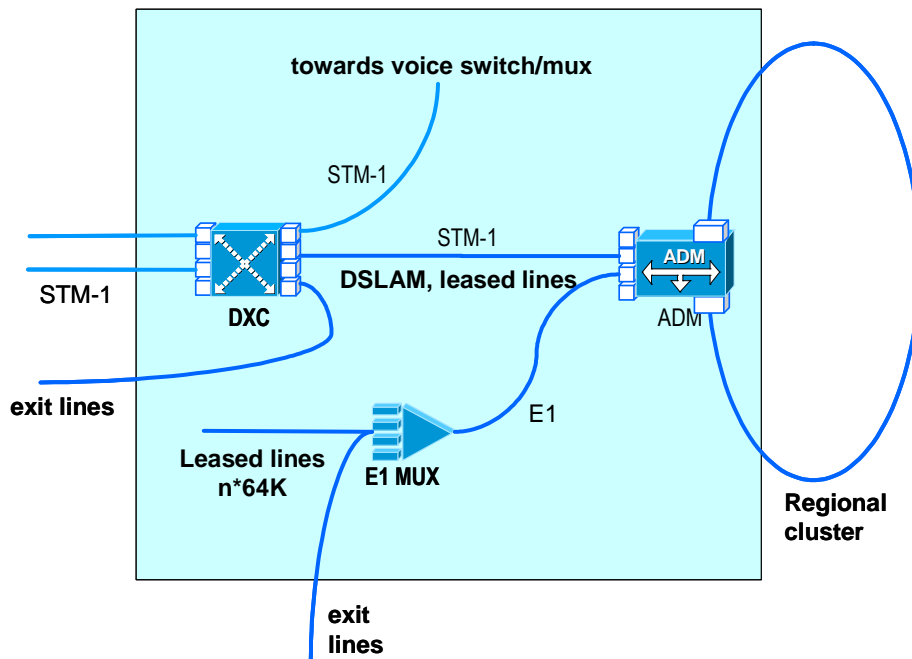 towards voice switch/mux
STM-1
STM-1
ADM
DSLAM, leased lines
STM-1
DXC
ADM
exit lines
E1
Leased lines
n*64K
E1 MUX
Regional
cluster
exit
lines